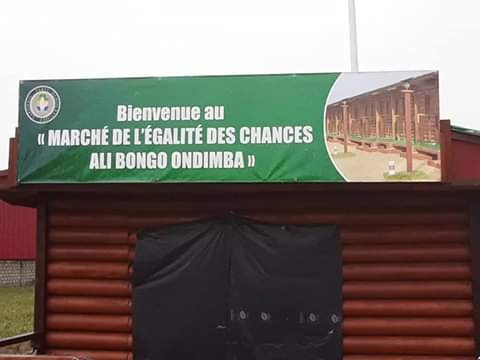 Bienvenue au
« MARCHÉ DE L'ÉGALITÉ DES CHANCES
ALI BONGO ONDIMBA »